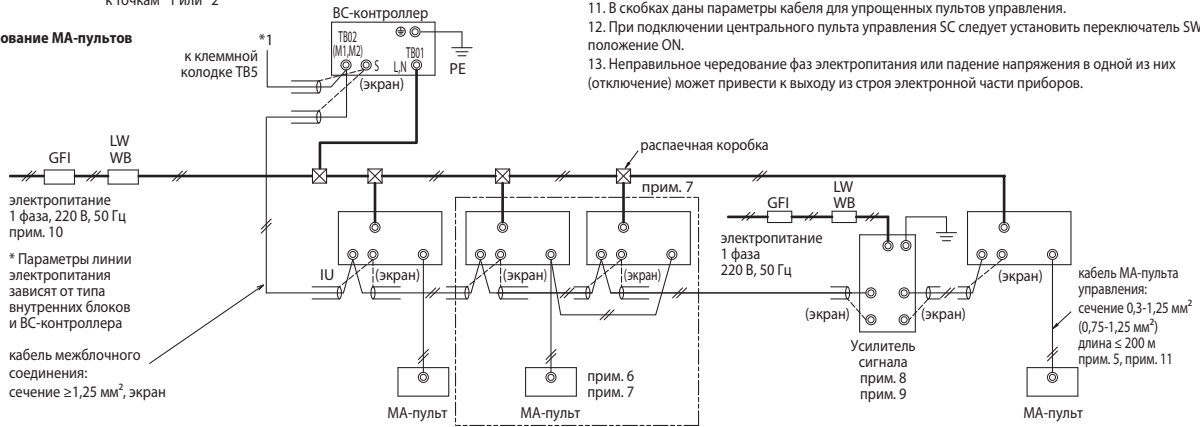 к точкам *1 или *2
ование МА-пультов
11. В скобках даны параметры кабеля для упрощенных пультов управления.
12. При подключении центрального пульта управления SC следует установить переключатель SW
положение ON.
13. Неправильное чередование фаз электропитания или падение напряжения в одной из них
(отключение) может привести к выходу из строя электронной части приборов.
BC-контроллер
*1
к клеммной
колодке TB5
TB02
(M1,M2)
S
(экран)
TB01
L,N
PE
GFI
LW
WB
электропитание
1 фаза, 220 В, 50 Гц
прим. 10
* Параметры линии
электропитания
зависят от типа
внутренних блоков
и BC-контроллера
кабель межблочного
соединения:
сечение ≥1,25 мм², экран
распаечная коробка
прим. 7
IU
(экран)
(экран)
(экран)
GFI
LW
WB
электропитание
1 фаза
220 В, 50 Гц
(экран)
(экран)
(экран)
Усилитель
сигнала
прим. 8
прим. 9
кабель МА-пульта
управления:
сечение 0,3-1,25 мм²
(0,75-1,25 мм²)
длина ≤ 200 м
прим. 5, прим. 11
прим. 6
прим. 7
МА-пульт
МА-пульт
МА-пульт